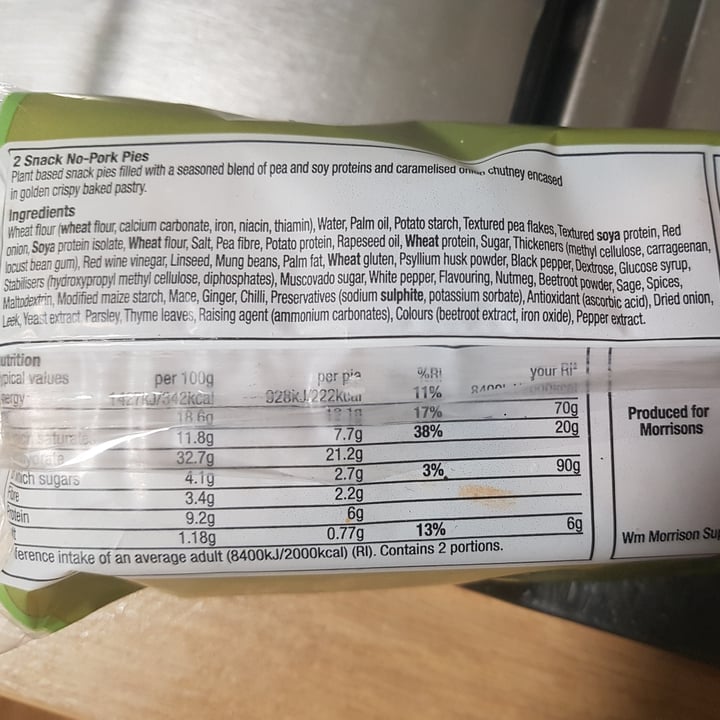 2 Snack No-Pork Pies
Plant based snack pies filled with a seasoned blend of pea and soy proteins and caramelised chutney encased
in golden crispy baked pastry.
Ingredients
Wheat flour (wheat flour, calcium carbonate, iron, niacin, thiamin), Water, Palm oil, Potato starch, Textured pea flakes, Textured soya protein, Red
onion, Soya protein isolate, Wheat flour, Salt, Pea fibre, Potato protein, Rapeseed oil, Wheat protein, Sugar, Thickeners (methyl cellulose, carrageenan,
locust bean gum), Red wine vinegar, Linseed, Mung beans, Palm fat, Wheat gluten, Psyllium husk powder, Black pepper, Dextrose, Glucose syrup,
Stabilisers (hydroxypropyl methyl cellulose, diphosphates), Muscovado sugar, White pepper, Flavouring, Nutmeg, Beetroot powder, Sage, Spices,
Maltodextrin, Modified maize starch, Mace, Ginger, Chilli, Preservatives (sodium sulphite, potassium sorbate), Antioxidant (ascorbic acid), Dried onion,
Leek, Yeast extract, Parsley, Thyme leaves, Raising agent (ammonium carbonates), Colours (beetroot extract, iron oxide), Pepper extract.
utrition
pical values per 100g per pie %RI your RI*
ergy 1427kJ/342kcal 928kJ/222kcal 11%
18.6g 17% 70g
11.8g 7.7g 38% 20g
32.7g 21.2g
sugars 4.1g 2.7g 3% 90g
3.4g 2.2g
tein 9.2g 6g
1.18g 0.77g 13% 6g
ference intake of an average adult (8400kJ/2000kcal) (RI). Contains 2 portions.
Produced for
Morrisons
Wm Morrison Su